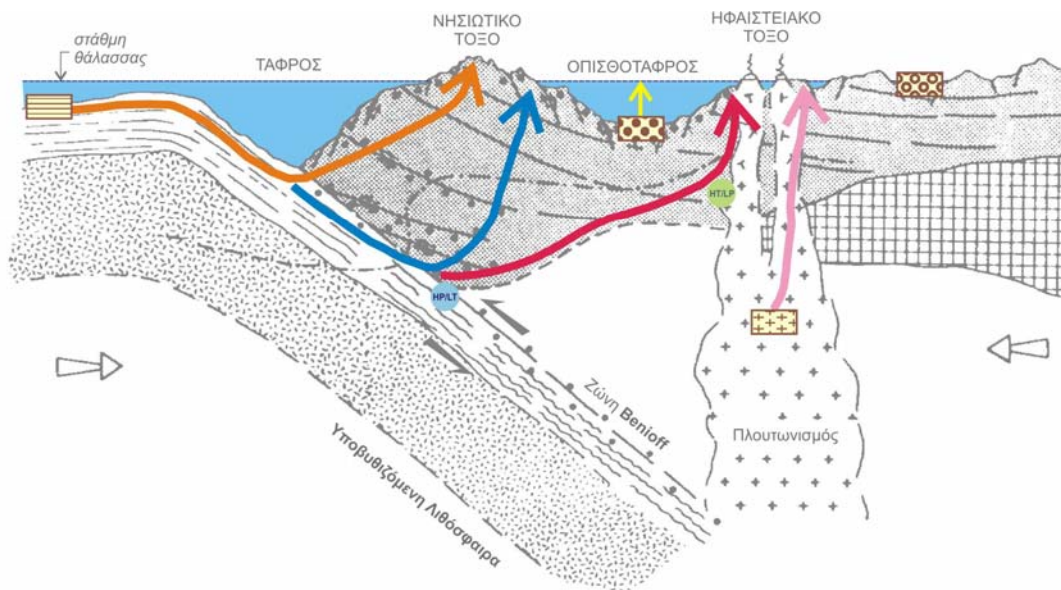 στάθμη
θάλασσας
ΤΑΦΡΟΣ
ΝΗΣΙΩΤΙΚΟ
ΤΟΞΟ
ΟΠΙΣΘΟΤΑΦΡΟΣ
ΗΦΑΙΣΤΕΙΑΚΟ
ΤΟΞΟ
HT/LP
HP/LT
Ζώνη Benioff
Υποβυθιζόμενη Λιθόσφαιρα
Πλουτωνισμός